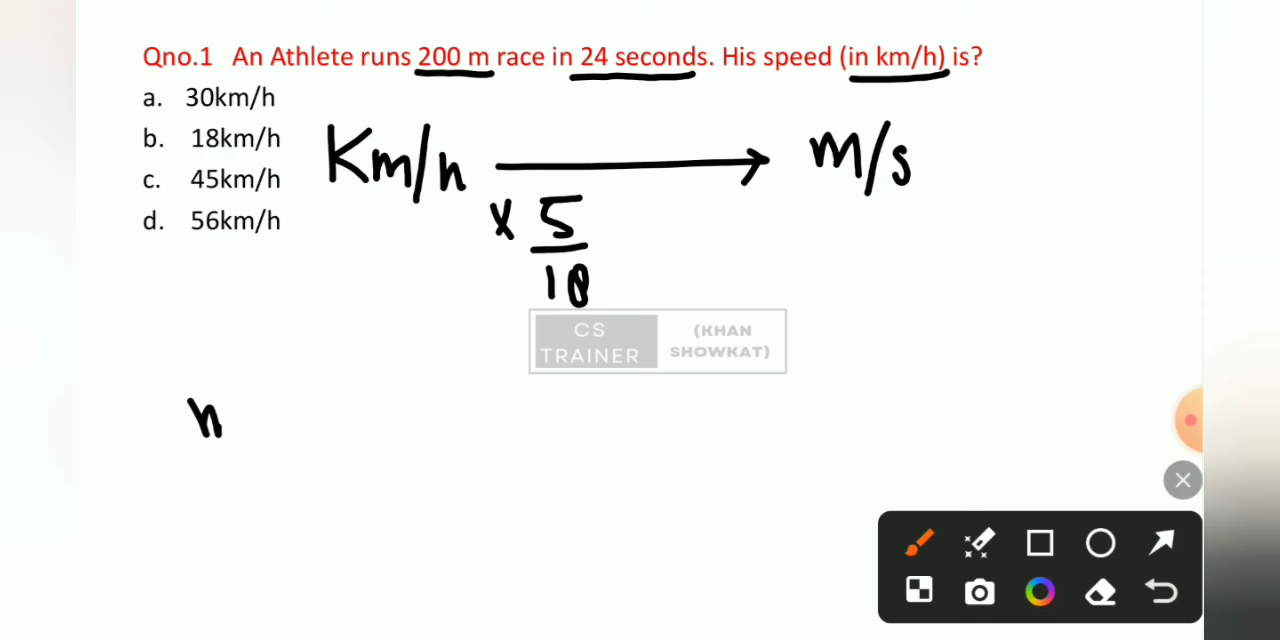 Qno.1 An Athlete runs 200 m race in 24 seconds. His speed (in km/h) is?
a. 30km/h
b. 18km/h
c. 45km/h
d. 56km/h
Km/h → m/s
x 5
18
CS TRAINER
(KHAN SHOWKAT)